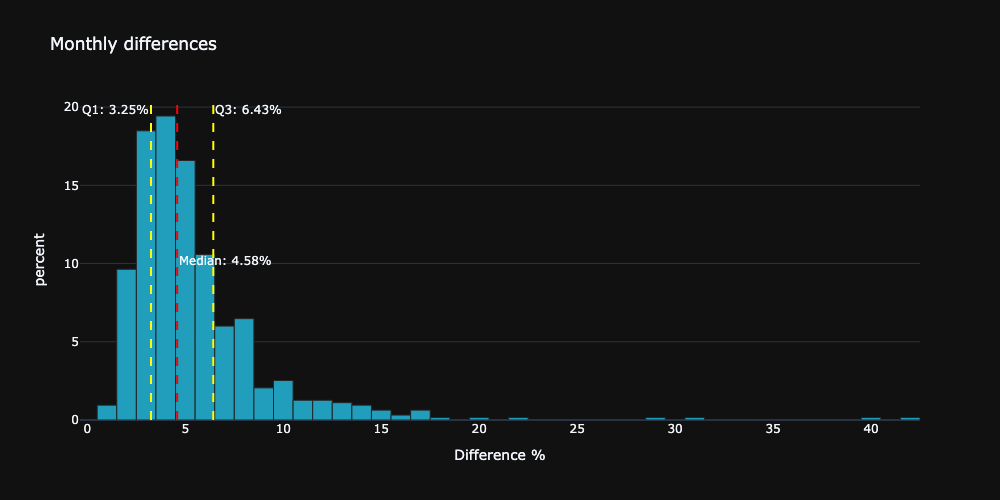 Monthly differences
Q1: 3.25%
Q3: 6.43%
Median: 4.58%
percent
20
15
10
5
0
0 5 10 15 20 25 30 35 40
Difference %